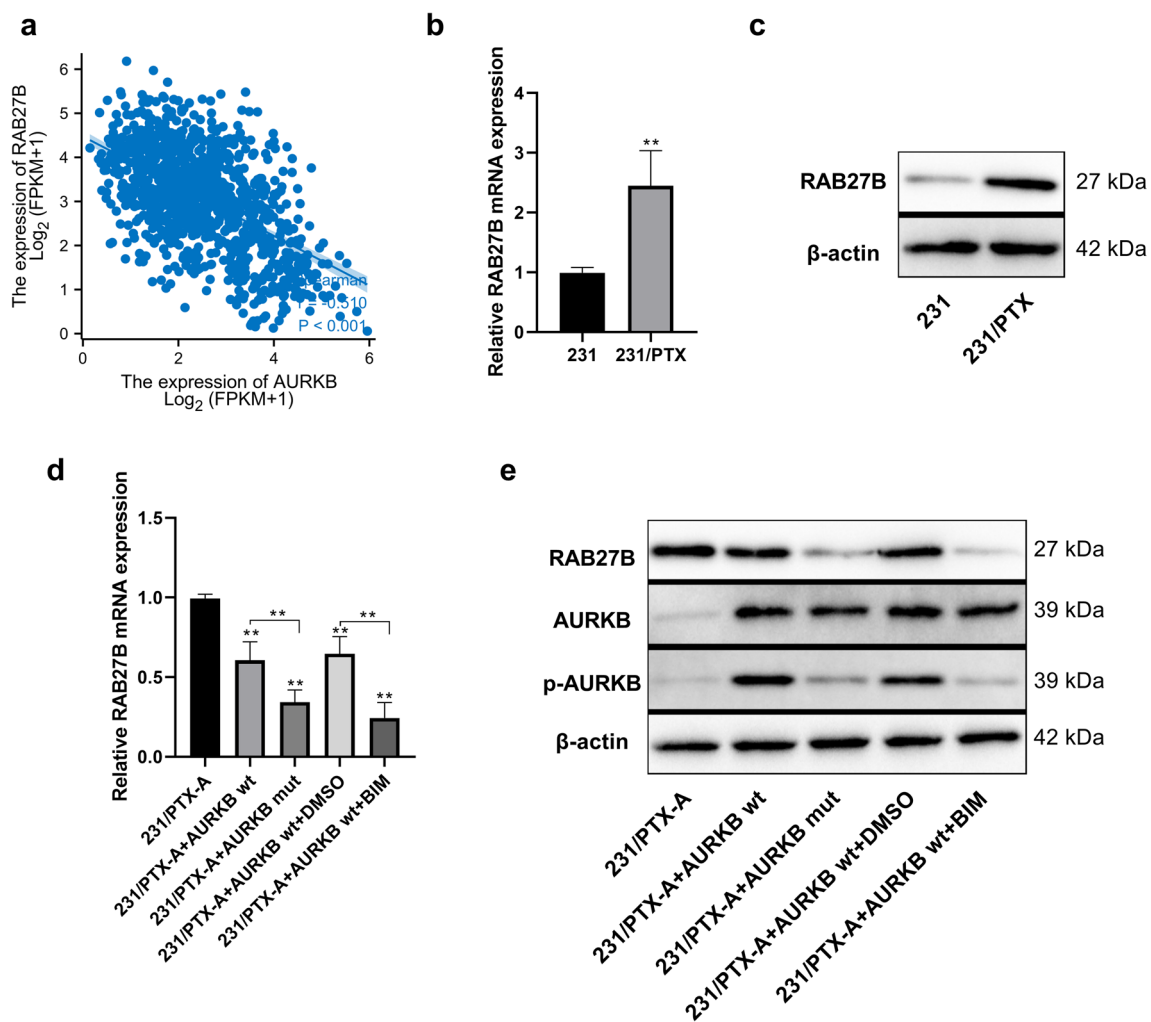 a
The expression of RAB27B
Log2 (FPKM+1)
6
5
4
3
2
1
0
r = -0.510
P < 0.001
0 2 4 6
The expression of AURKB
Log2 (FPKM+1)
b
Relative RAB27B mRNA expression
4
3
2
1
0
**
231 231/PTX
c
RAB27B 27 kDa
β-actin 42 kDa
231
231/PTX
d
Relative RAB27B mRNA expression
1.5
1.0
0.5
0.0
** **
** **
** **
231/PTX-A
231/PTX-A+AURKB wt
231/PTX-A+AURKB mut
231/PTX-A+AURKB wt+DMSO
231/PTX-A+AURKB wt+BIM
e
RAB27B 27 kDa
AURKB 39 kDa
p-AURKB 39 kDa
β-actin 42 kDa
231/PTX-A
231/PTX-A+AURKB wt
231/PTX-A+AURKB mut
231/PTX-A+AURKB wt+DMSO
231/PTX-A+AURKB wt+BIM